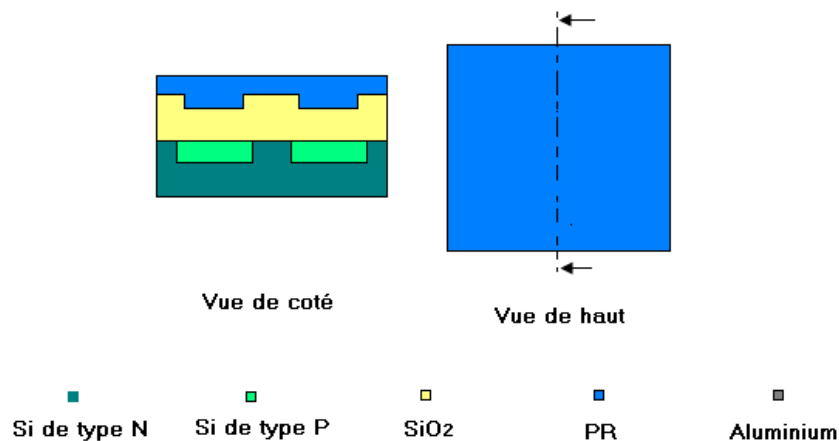 Vue de coté
Vue de haut
Si de type N
Si de type P
SiO2
PR
Aluminium